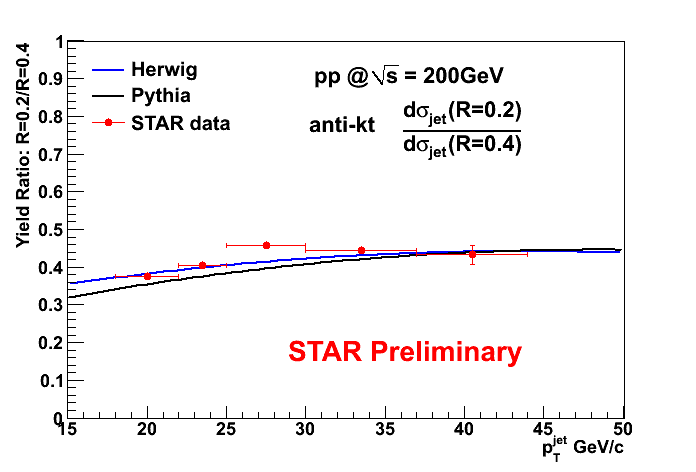 Yield Ratio: R=0.2/R=0.4
1
0.9
0.8
0.7
0.6
0.5
0.4
0.3
0.2
0.1
0
Herwig
Pythia
STAR data
pp @√s = 200GeV
anti-kt dσjet(R=0.2)
dσjet(R=0.4)
STAR Preliminary
15 20 25 30 35 40 45 50
pTjet GeV/c